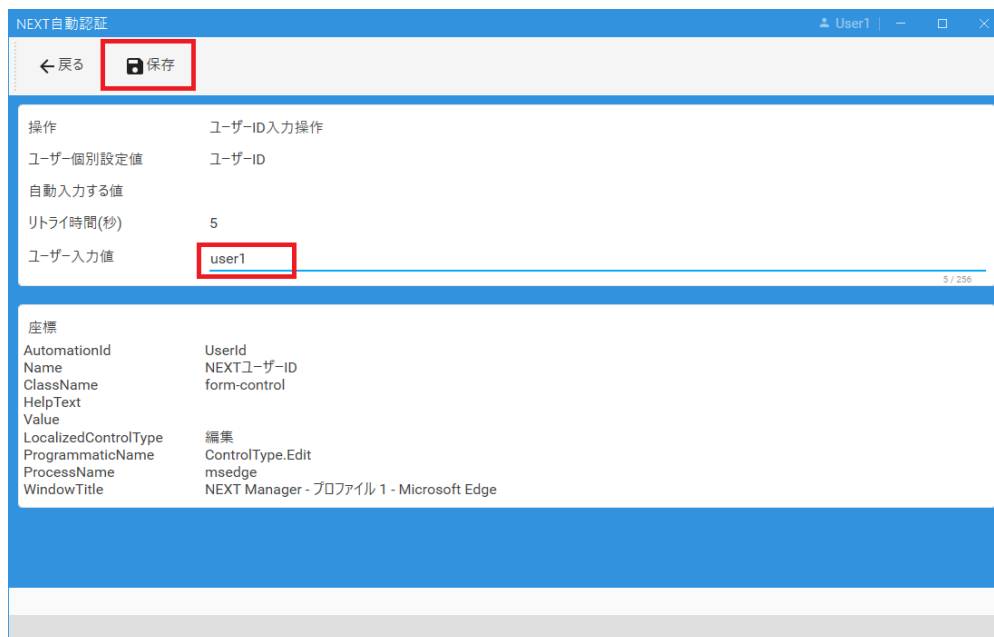 NEXT自動認証 User1
戻る 保存
操作 ユーザーID入力操作
ユーザー個別設定値 ユーザーID
自動入力する値
リトライ時間(秒) 5
ユーザー入力値 user1
5 / 256
座標
AutomationId UserId
Name NEXTユーザーID
ClassName form-control
HelpText
Value
LocalizedControlType 編集
ProgrammaticName ControlType.Edit
ProcessName msedge
WindowTitle NEXT Manager - プロファイル 1 - Microsoft Edge